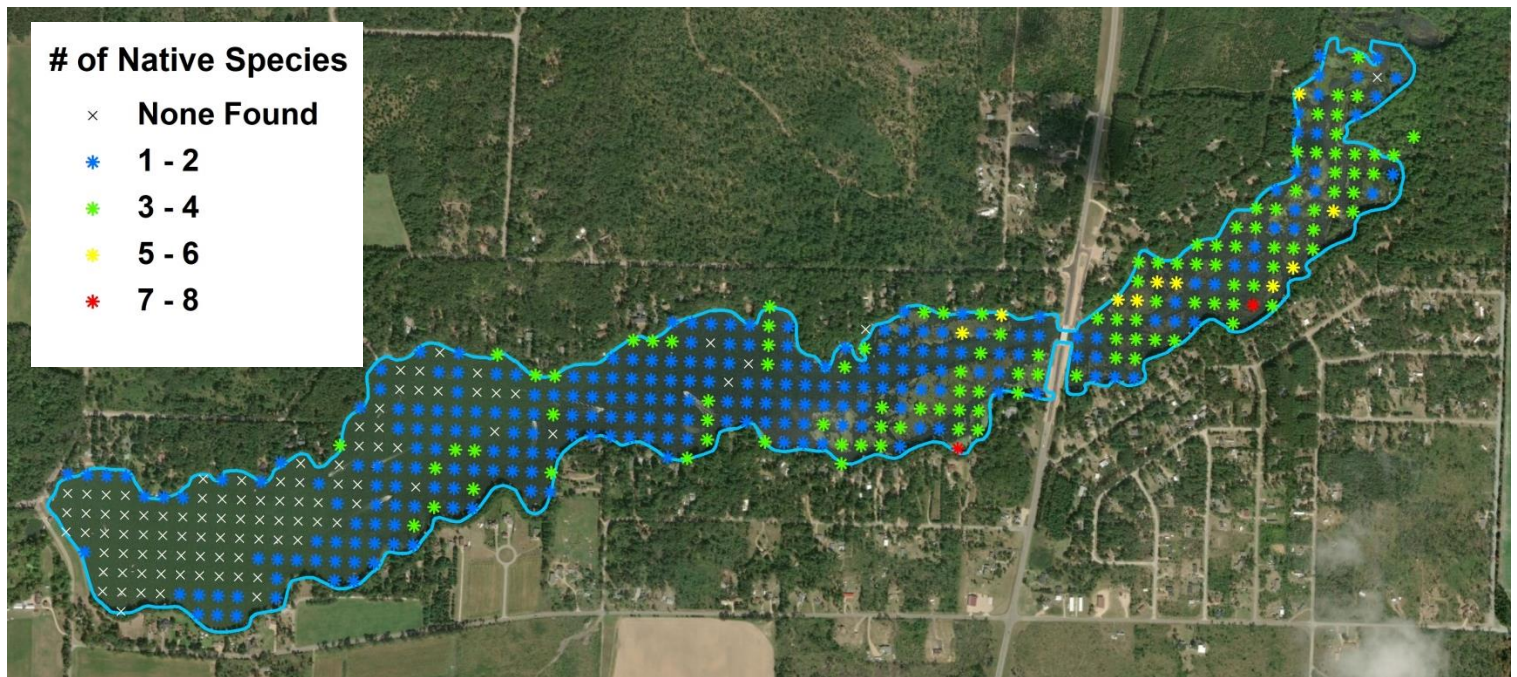 # of Native Species
None Found
1 - 2
3 - 4
5 - 6
7 - 8